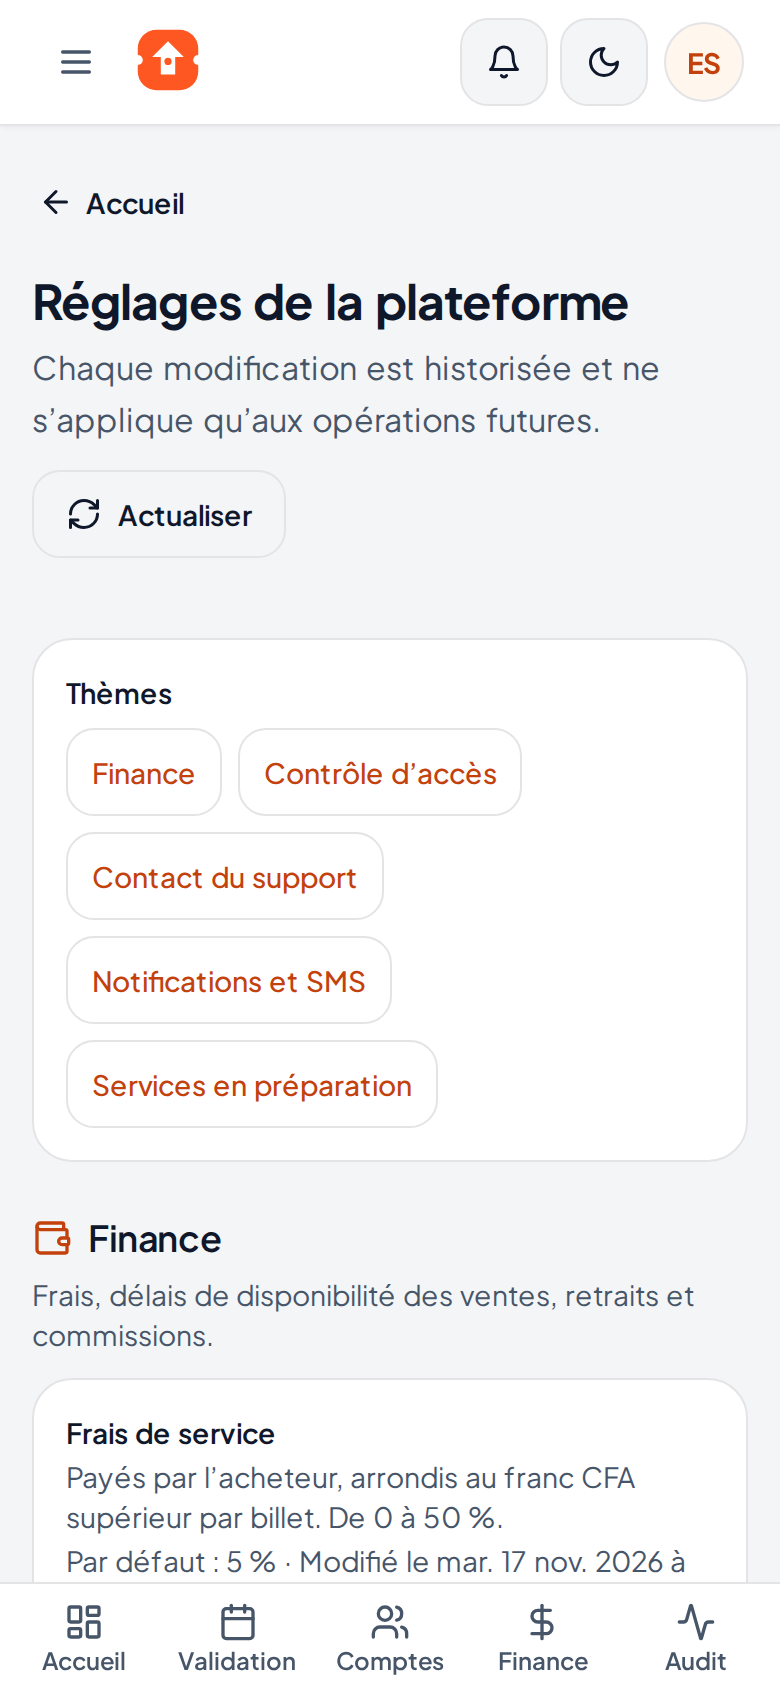 ES
Accueil
Réglages de la plateforme
Chaque modification est historisée et ne
s’applique qu’aux opérations futures.
Actualiser
Thèmes
Finance
Contrôle d’accès
Contact du support
Notifications et SMS
Services en préparation
Finance
Frais, délais de disponibilité des ventes, retraits et
commissions.
Frais de service
Payés par l’acheteur, arrondis au franc CFA
supérieur par billet. De 0 à 50 %.
Par défaut : 5 % · Modifié le mar. 17 nov. 2026 à
Accueil
Validation
Comptes
Finance
Audit